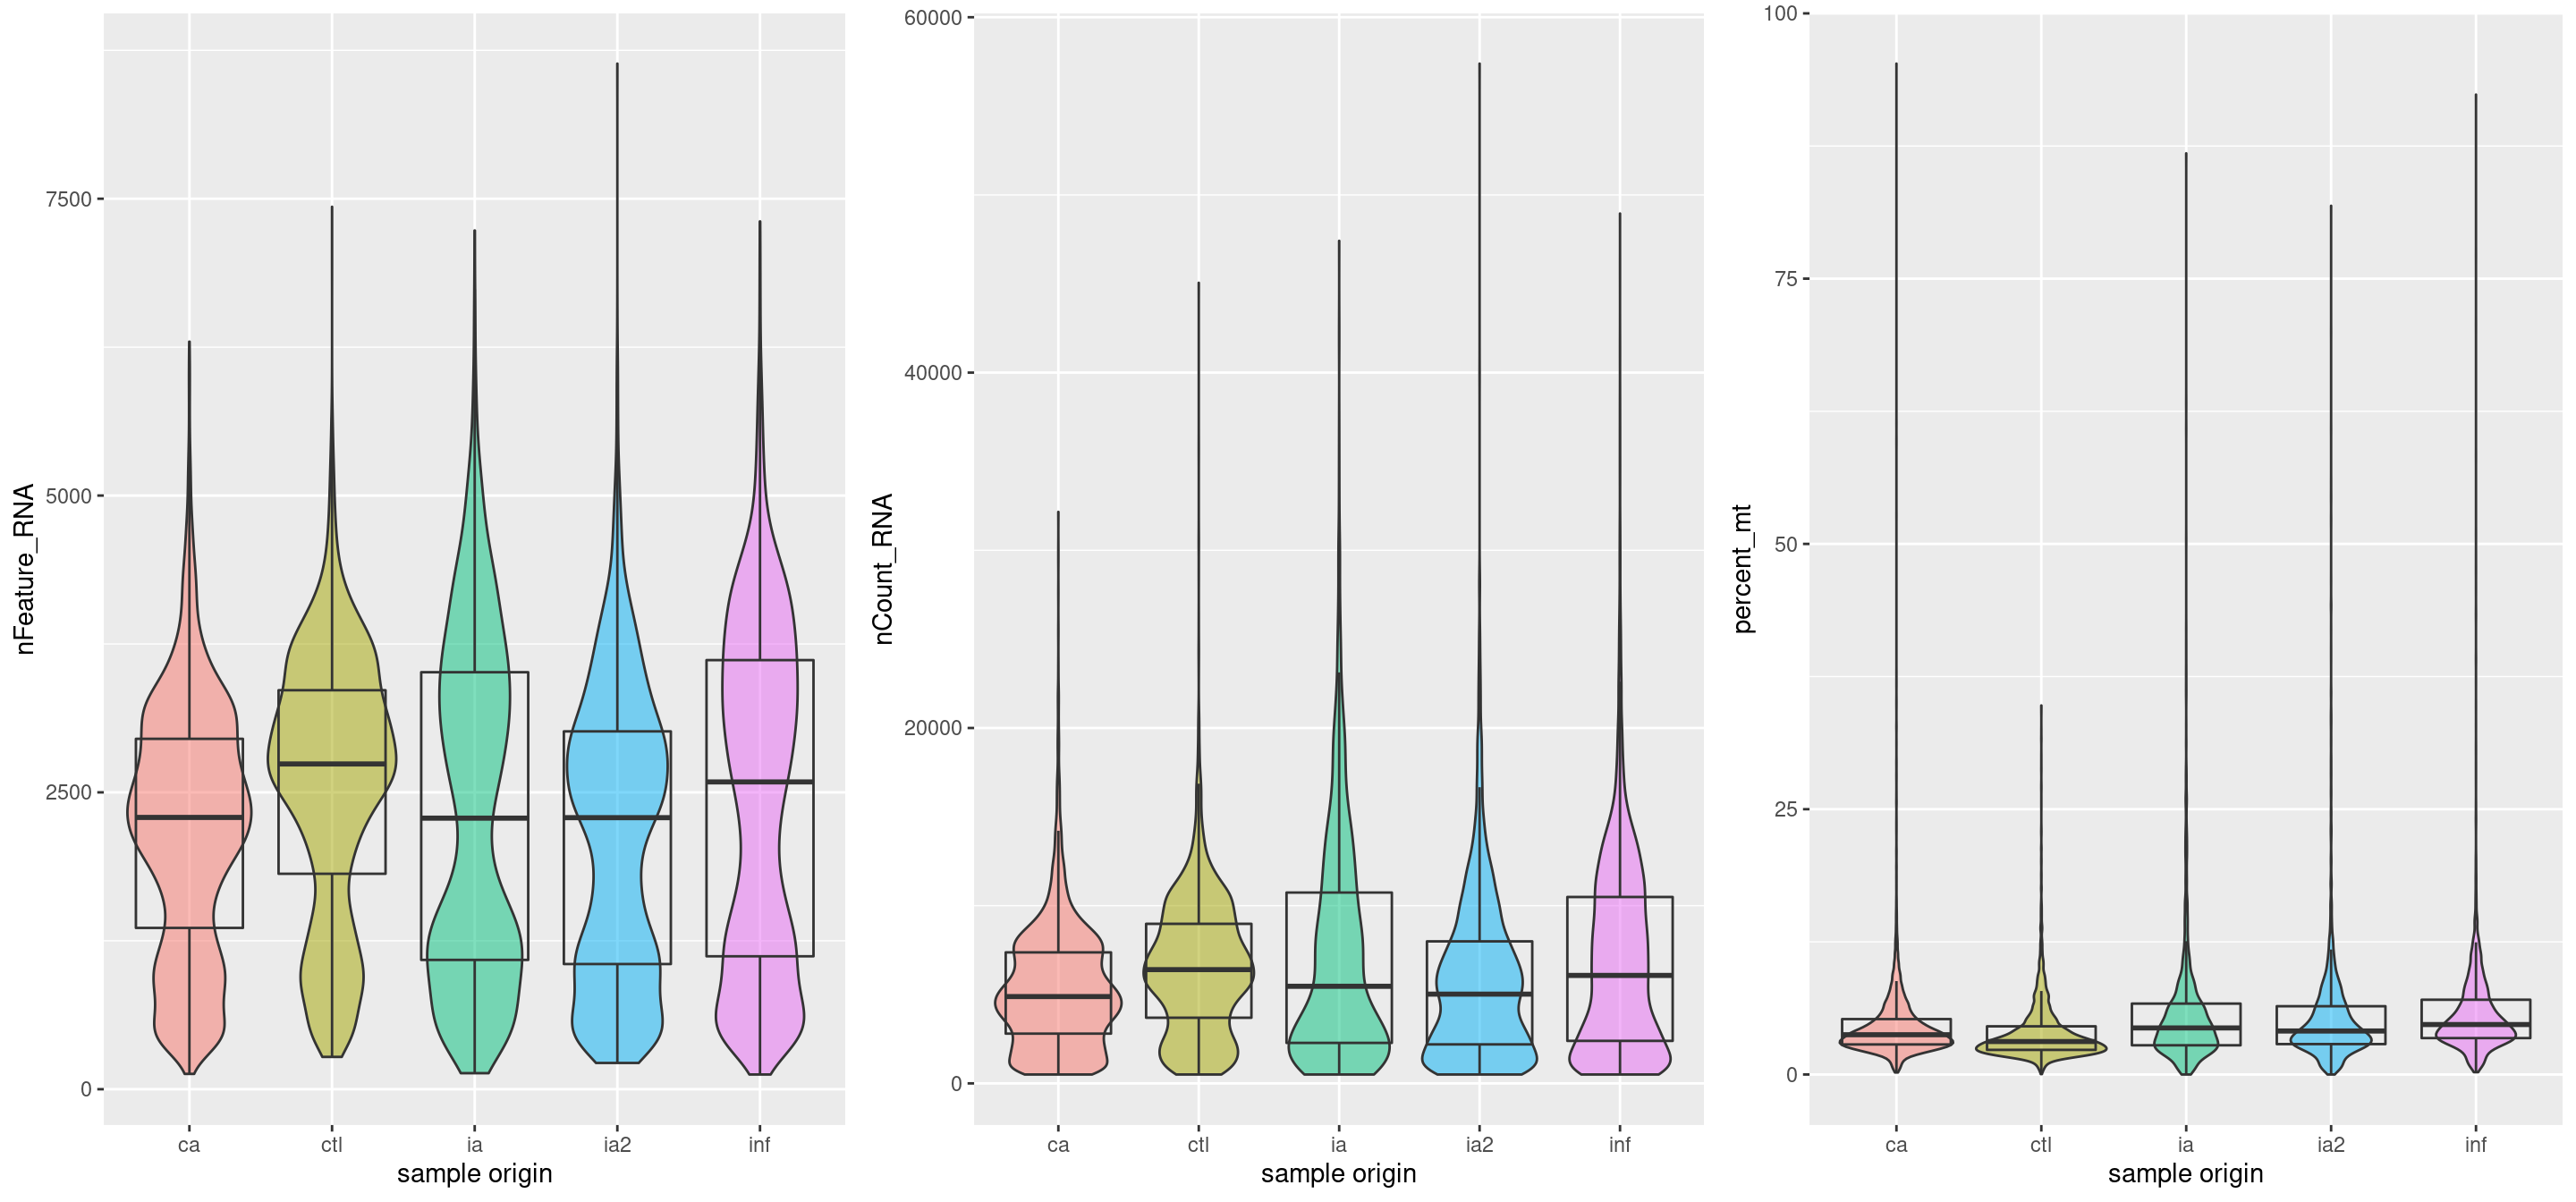 nFeature_RNA
7500
5000
2500
0
ca ctl ia ia2 inf
sample origin
nCount_RNA
60000
40000
20000
0
ca ctl ia ia2 inf
sample origin
percent_mt
100
75
50
25
0
ca ctl ia ia2 inf
sample origin